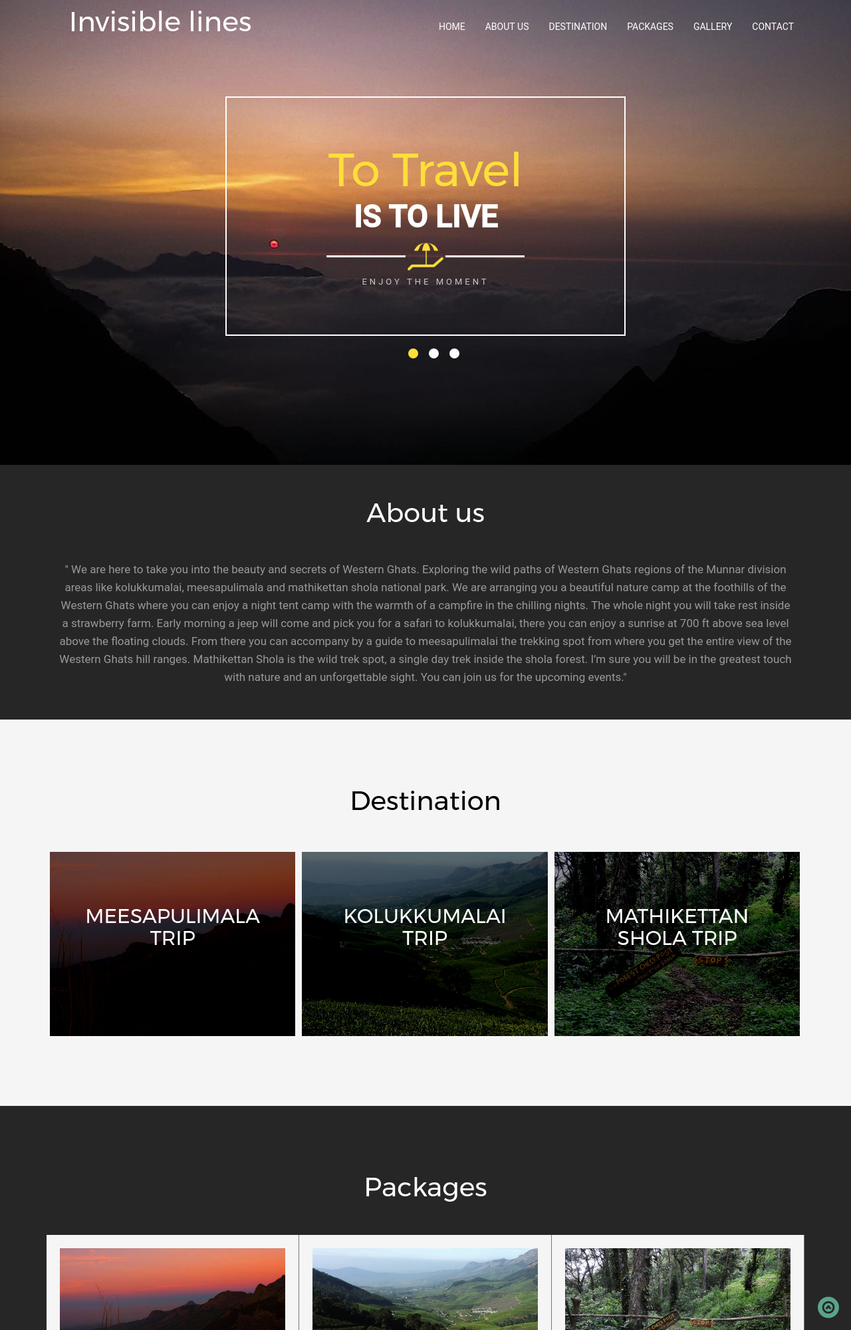 Invisible lines
HOME ABOUT US DESTINATION PACKAGES GALLERY CONTACT
To Travel
IS TO LIVE
ENJOY THE MOMENT
About us
" We are here to take you into the beauty and secrets of Western Ghats. Exploring the wild paths of Western Ghats regions of the Munnar division
areas like kolukkumalai, meesapulimala and mathikettan shola national park. We are arranging you a beautiful nature camp at the foothills of the
Western Ghats where you can enjoy a night tent camp with the warmth of a campfire in the chilling nights. The whole night you will take rest inside
a strawberry farm. Early morning a jeep will come and pick you for a safari to kolukkumalai, there you can enjoy a sunrise at 700 ft above sea level
above the floating clouds. From there you can accompany by a guide to meesapulimalai the trekking spot from where you get the entire view of the
Western Ghats hill ranges. Mathikettan Shola is the wild trek spot, a single day trek inside the shola forest. I'm sure you will be in the greatest touch
with nature and an unforgettable sight. You can join us for the upcoming events."
Destination
MEESAPULIMALA
TRIP
KOLUKKUMALAI
TRIP
MATHIKETTAN
SHOLA TRIP
STOP
Packages